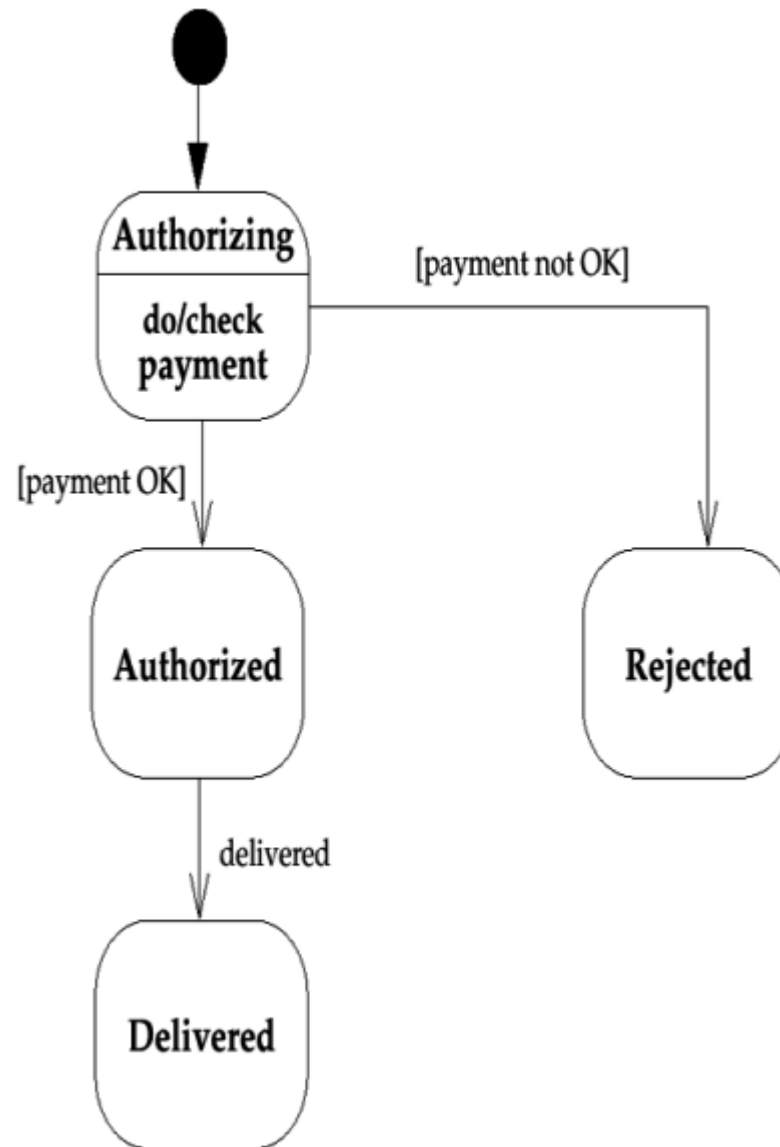 Authorizing
[payment not OK]
do/check
payment
[payment OK]
Authorized
Rejected
delivered
Delivered